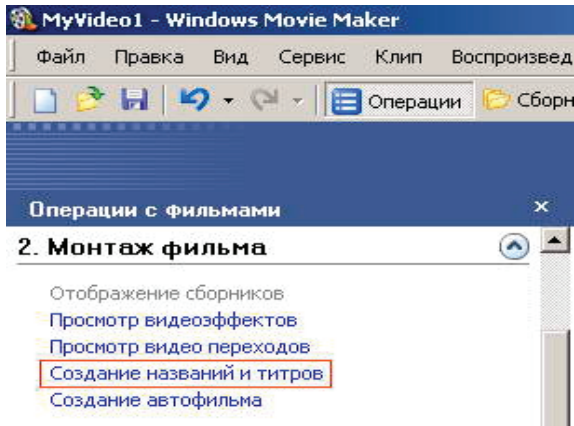 MyVideo1 - Windows Movie Maker
Файл Правка Вид Сервис Клип Воспроизвед
Операции Сборн
Операции с фильмами
2. Монтаж фильма
Отображение сборников
Просмотр видеоэффектов
Просмотр видео переходов
Создание названий и титров
Создание автофильма